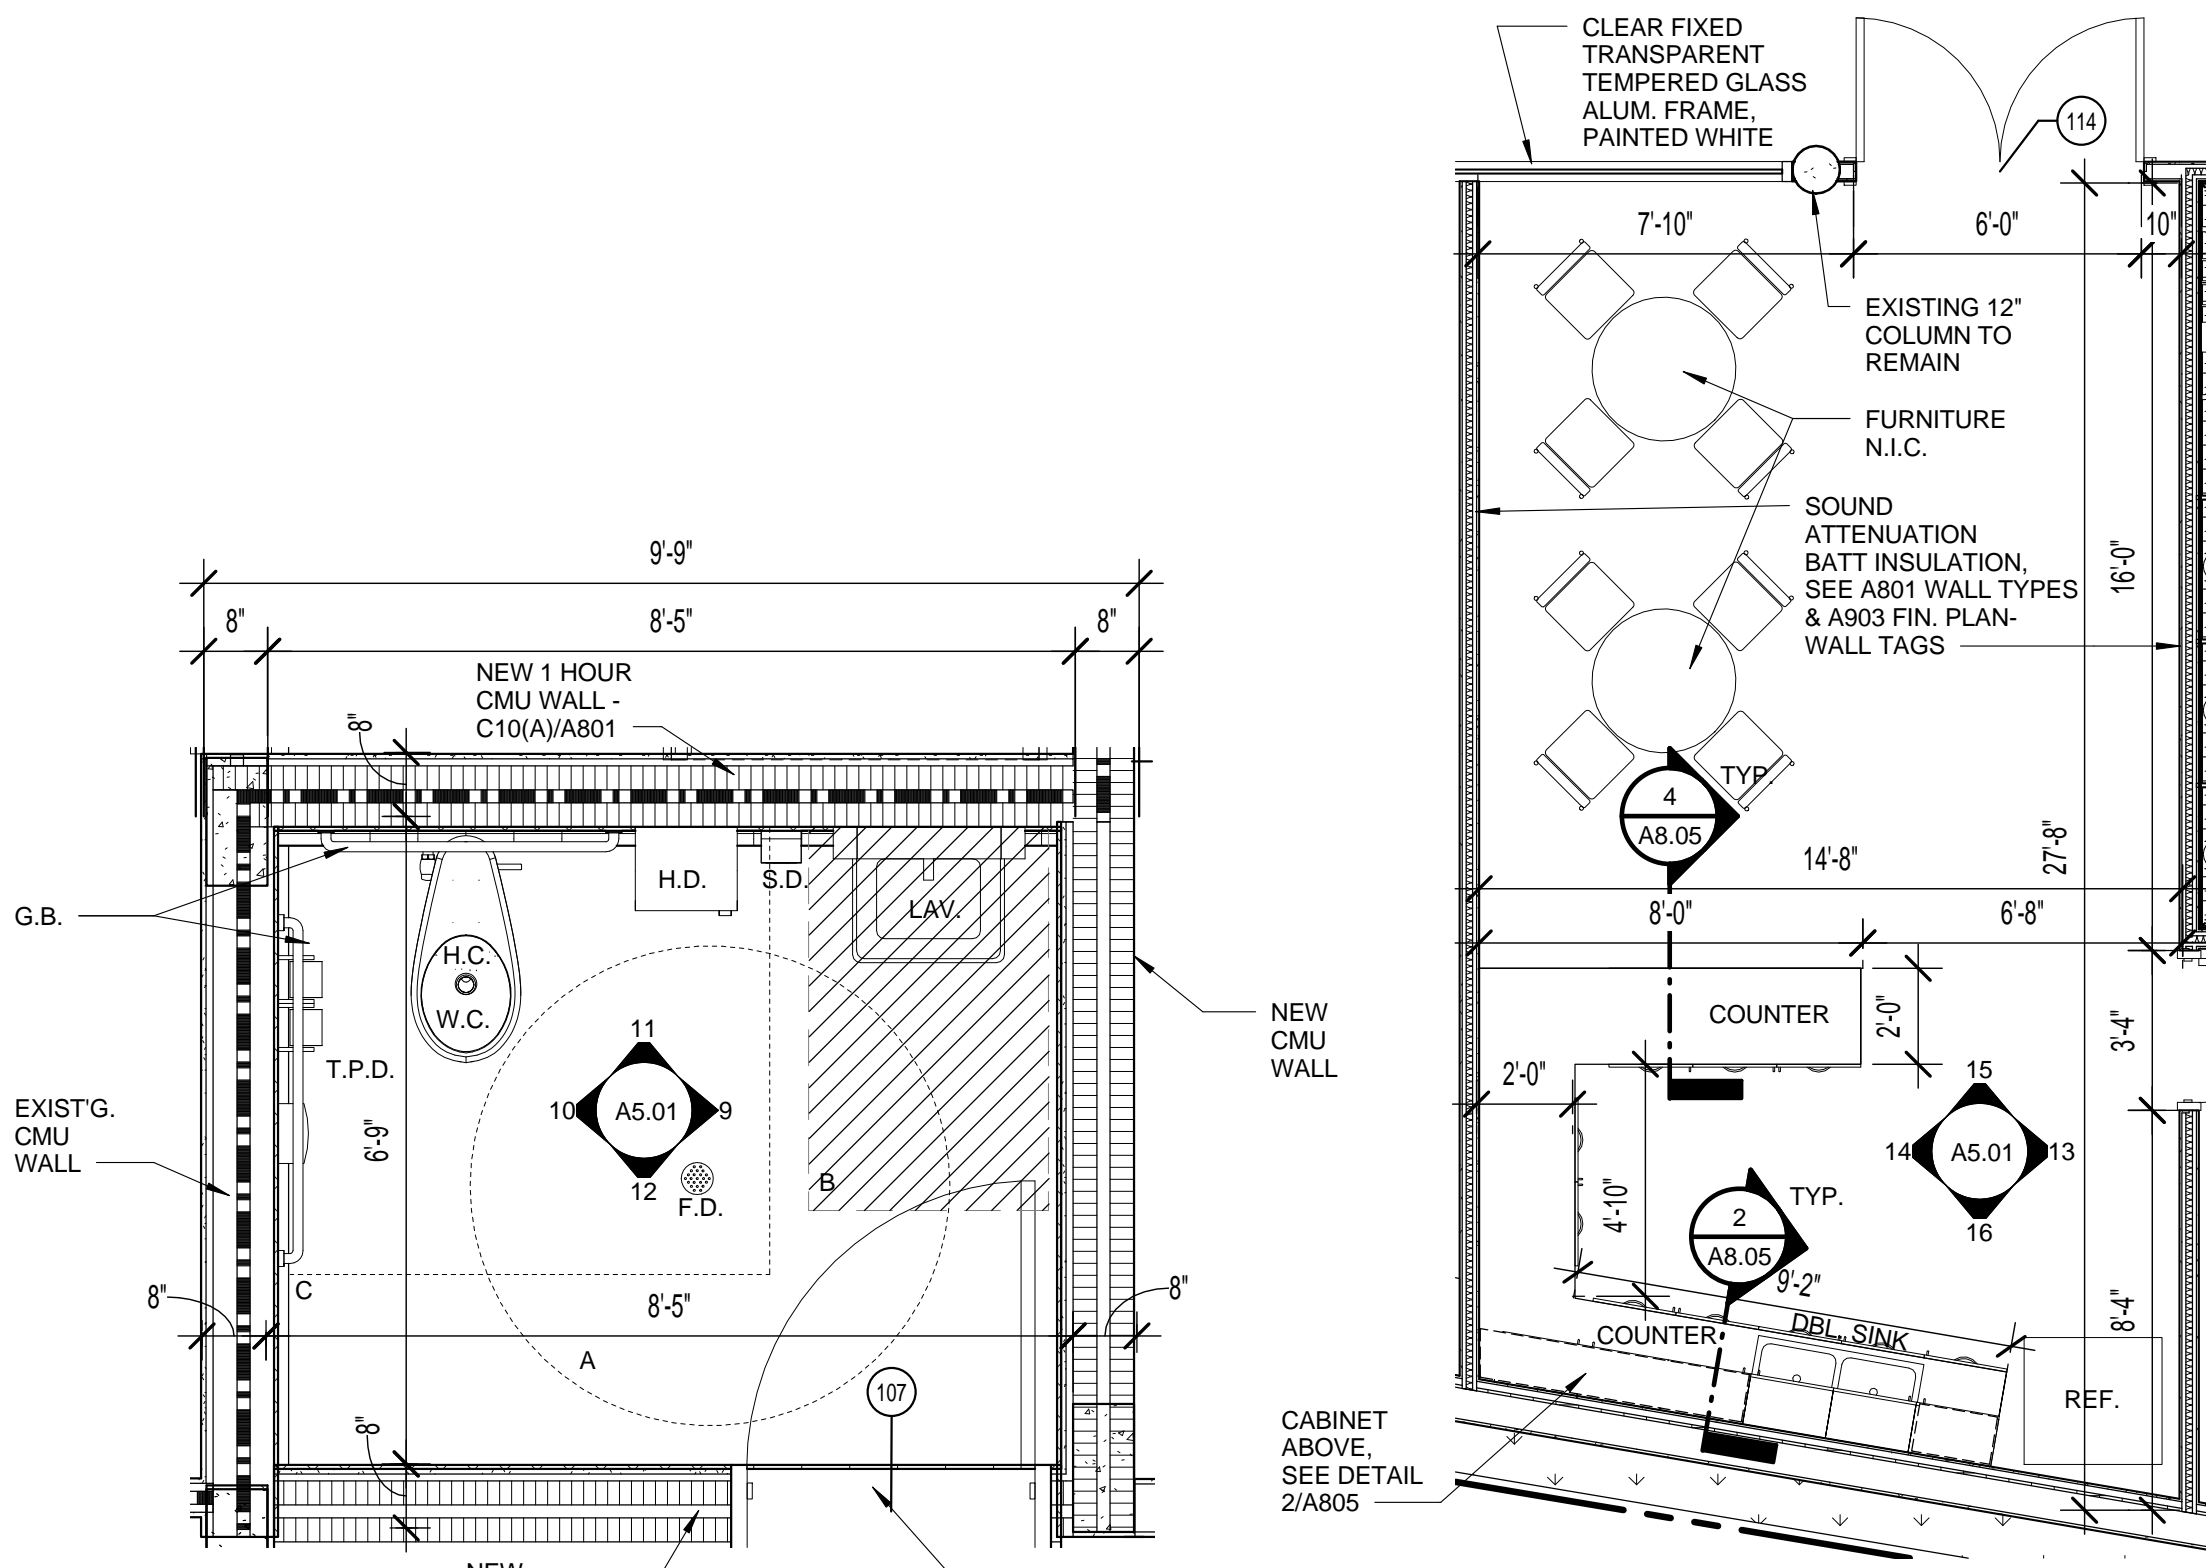 CLEAR FIXED
TRANSPARENT
TEMPERED GLASS
ALUM. FRAME,
PAINTED WHITE
114
7'-10"
6'-0"
10"
EXISTING 12"
COLUMN TO
REMAIN
FURNITURE
N.I.C.
SOUND
ATTENUATION
BATT INSULATION,
SEE A801 WALL TYPES
& A903 FIN. PLAN-
WALL TAGS
16'-0"
27'-8"
4
A8.05
TYP.
14'-8"
8'-0"
6'-8"
COUNTER
2'-0"
3'-4"
2'-0"
15
14
A5.01
13
16
4'-10"
TYP.
2
A8.05
9'-2"
8'-4"
COUNTER
DBL. SINK
REF.
CABINET
ABOVE,
SEE DETAIL
2/A805
9'-9"
8"
8'-5"
8"
NEW 1 HOUR
CMU WALL -
C10(A)/A801
8"
H.D.
S.D.
LAV.
G.B.
H.C.
W.C.
T.P.D.
NEW
CMU
WALL
11
10
A5.01
9
12
EXIST'G.
CMU
WALL
6'-9"
B
F.D.
C
8"
8'-5"
8"
A
107
8"
NEW